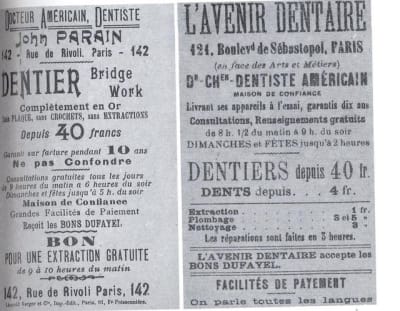 DOCTEUR AMÉRICAIN, DENTISTE
John PARAIN
142 - Rue de Rivoli. Paris - 142
DENTIER Bridge Work
Complètement en Or
Sans PLAQUE, sans CROCHETS, sans EXTRACTIONS
Depuis 40 francs
Garanti sur facture pendant 10 ans
Ne pas Confondre
Consultations gratuites tous les jours
de 9 heures du matin à 6 heures du soir
Dimanches et fêtes jusqu'à 5 h. du soir
Maison de Confiance
Grandes Facilités de Paiement
Reçoit les BONS DUFAYEL.
BON
POUR UNE EXTRACTION GRATUITE
de 9 à 10 heures du matin
142, Rue de Rivoli Paris, 142
L'AVENIR DENTAIRE
121, Boulevd de Sébastopol, PARIS
(en face des Arts et Métiers)
Dr-CHEN-DENTISTE AMÉRICAIN
MAISON DE CONFIANCE
Livrant ses appareils à l'essai, garantis dix ans
Consultations, Renseignements gratuits
de 8 h. 1/2 du matin à 9 h. du soir
DIMANCHES et FÊTES jusqu'à 2 heures
DENTIERS depuis 40 fr.
DENTS depuis. . 4 fr.
Extraction 1 fr.
Plombage 3 et 5 »
Nettoyage 3 »
Les réparations sont faites en 3 heures.
L'AVENIR DENTAIRE accepte les
BONS DUFAYEL.
FACILITÉS DE PAYEMENT
On parle toutes les langues